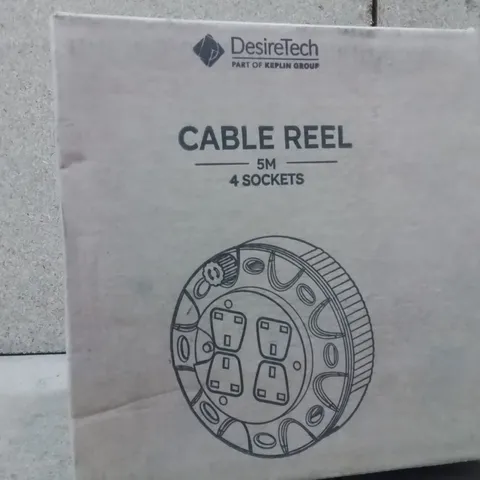 DesireTech
PART OF KEPLIN GROUP
CABLE REEL
5M
4 SOCKETS